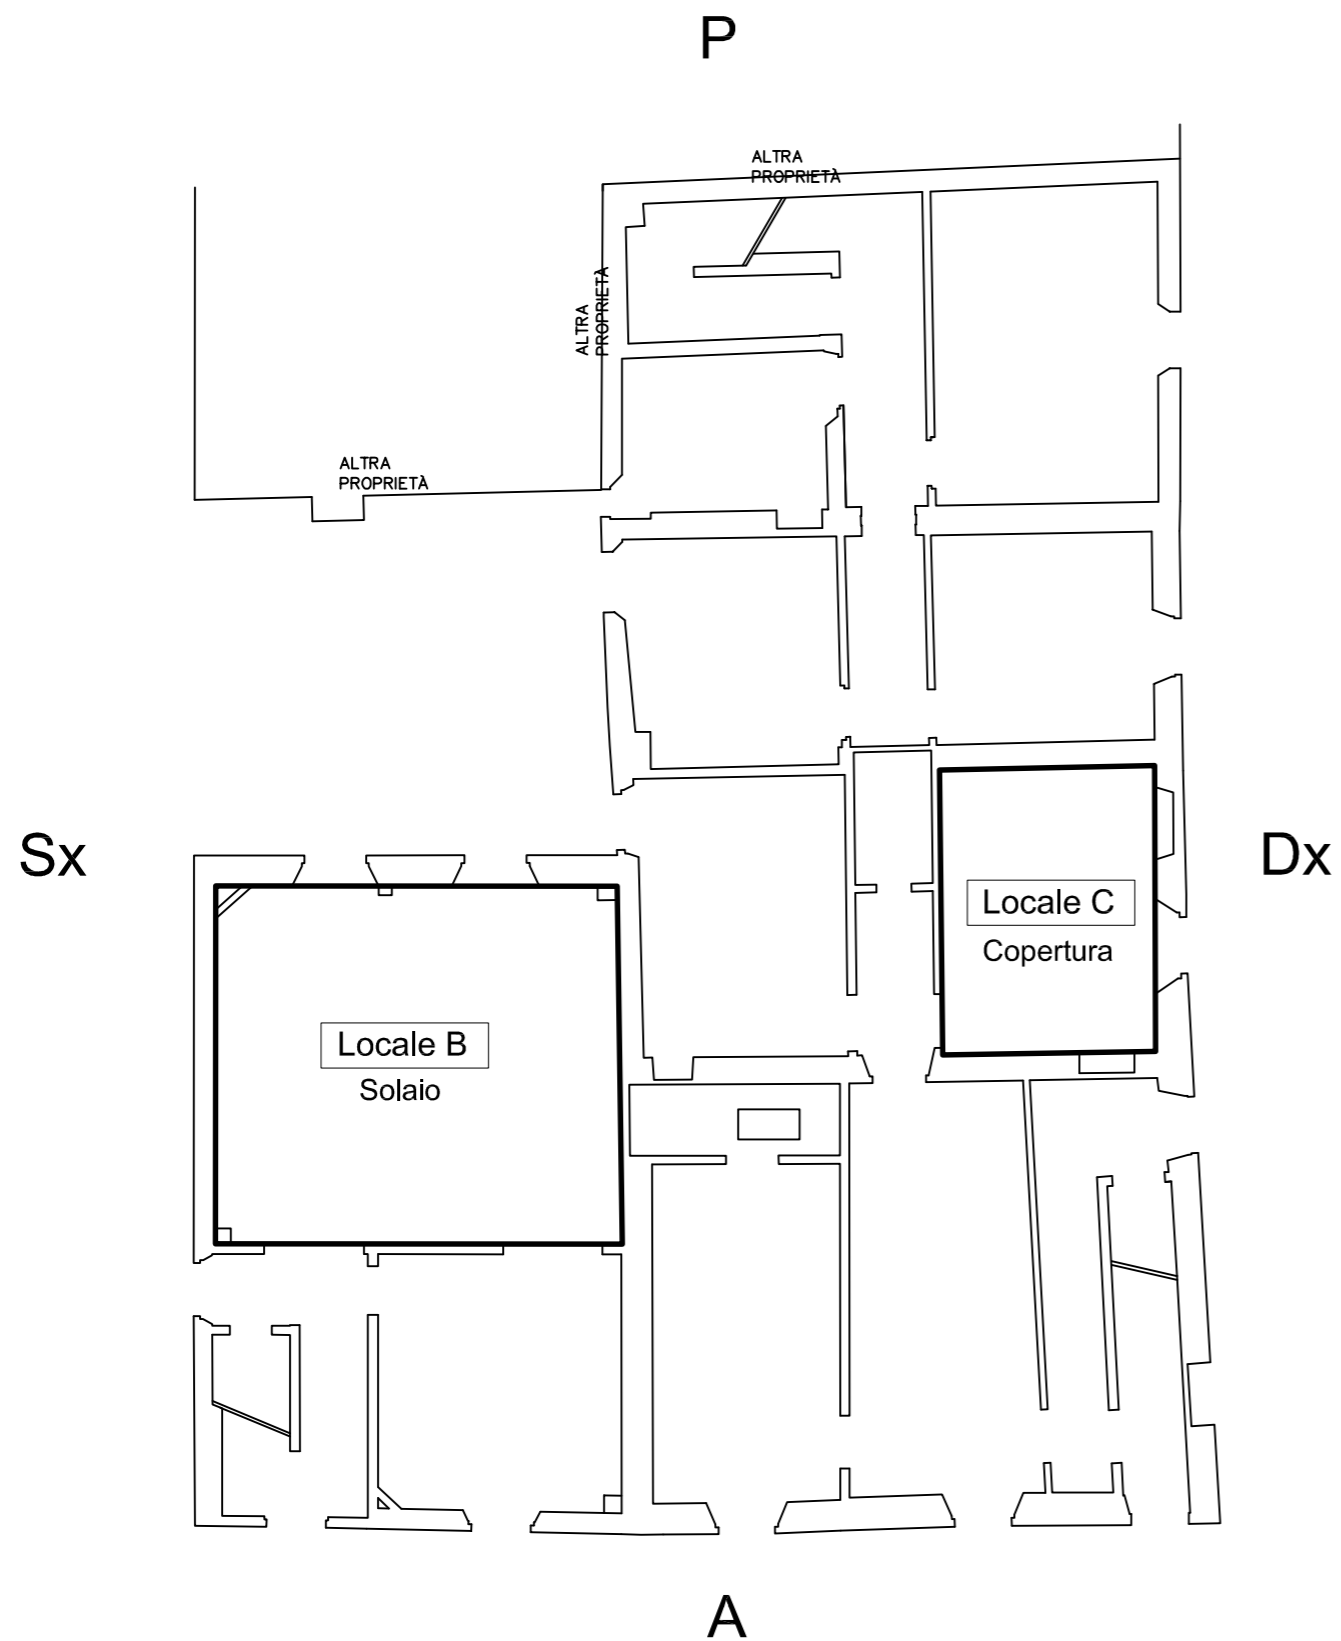 P
ALTRA
PROPRIETÀ
ALTRA
PROPRIETÀ
ALTRA
PROPRIETÀ
Sx
Dx
Locale C
Copertura
Locale B
Solaio
A